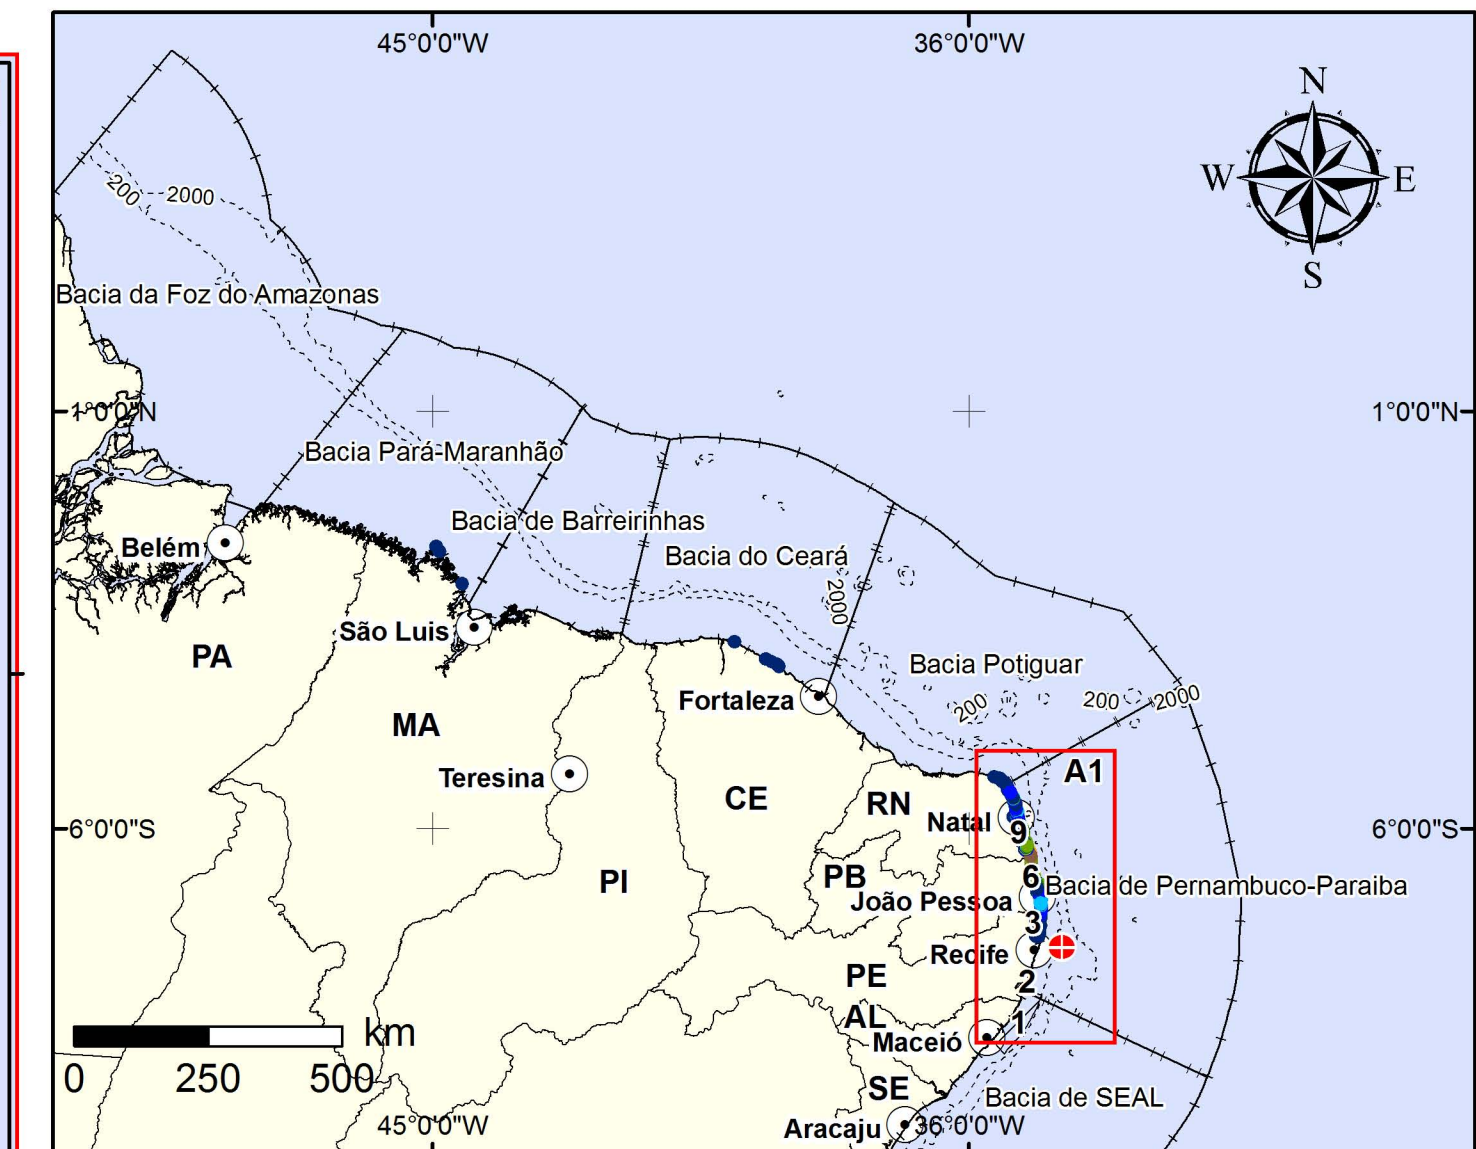 45°0'0"W
36°0'0"W
N
W
E
S
200
2000
Bacia da Foz do Amazonas
1°0'0"N
1°0'0"N
Bacia Pará-Maranhão
Bacia de Barreirinhas
Belém
Bacia do Ceará
2000
São Luis
PA
Bacia Potiguar
Fortaleza
200
200
2000
MA
Teresina
A1
CE
RN
Natal
9
6°0'0"S
6°0'0"S
PI
PB
6
Bacia de Pernambuco-Paraiba
João Pessoa
3
Recife
PE
2
AL
1
km
Maceió
0
250
500
SE
Bacia de SEAL
45°0'0"W
Aracaju
36°0'0"W